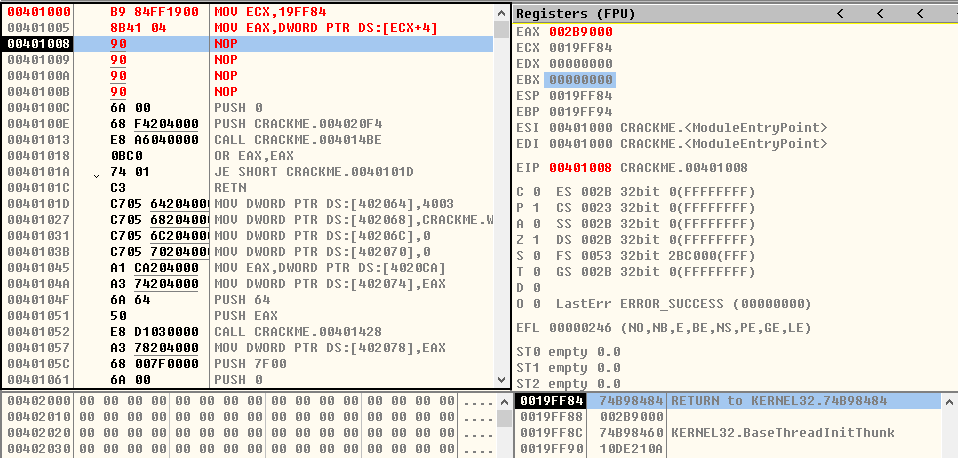 00401000 B9 84FF1900 MOV ECX,19FF84
00401005 8B41 04 MOV EAX,DWORD PTR DS:[ECX+4]
00401008 90 NOP
00401009 90 NOP
0040100A 90 NOP
0040100B 90 NOP
0040100C 6A 00 PUSH 0
0040100E 68 F4204000 PUSH CRACKME.004020F4
00401013 E8 A6040000 CALL CRACKME.004014BE
00401018 0BC0 OR EAX,EAX
0040101A 74 01 JE SHORT CRACKME.0040101D
0040101C C3 RETN
0040101D C705 64204000 MOV DWORD PTR DS:[402064],4003
00401027 C705 68204000 MOV DWORD PTR DS:[402068],CRACKME.W
00401031 C705 6C204000 MOV DWORD PTR DS:[40206C],0
0040103B C705 70204000 MOV DWORD PTR DS:[402070],0
00401045 A1 CA204000 MOV EAX,DWORD PTR DS:[4020CA]
0040104A A3 74204000 MOV DWORD PTR DS:[402074],EAX
0040104F 6A 64 PUSH 64
00401051 50 PUSH EAX
00401052 E8 D1030000 CALL CRACKME.00401428
00401057 A3 78204000 MOV DWORD PTR DS:[402078],EAX
0040105C 68 007F0000 PUSH 7F00
00401061 6A 00 PUSH 0
Registers (FPU) < < <
EAX 002B9000
ECX 0019FF84
EDX 00000000
EBX 00000000
ESP 0019FF84
EBP 0019FF94
ESI 00401000 CRACKME.<ModuleEntryPoint>
EDI 00401000 CRACKME.<ModuleEntryPoint>
EIP 00401008 CRACKME.00401008
C 0 ES 002B 32bit 0(FFFFFFFF)
P 1 CS 0023 32bit 0(FFFFFFFF)
A 0 SS 002B 32bit 0(FFFFFFFF)
Z 1 DS 002B 32bit 0(FFFFFFFF)
S 0 FS 0053 32bit 2BC000(FFF)
T 0 GS 002B 32bit 0(FFFFFFFF)
D 0
O 0 LastErr ERROR_SUCCESS (00000000)
EFL 00000246 (NO,NB,E,BE,NS,PE,GE,LE)
ST0 empty 0.0
ST1 empty 0.0
ST2 empty 0.0
00402000 00 00 00 00 00 00 00 00 00 00 00 00 00 00 00 00 ....
00402010 00 00 00 00 00 00 00 00 00 00 00 00 00 00 00 00 ....
00402020 00 00 00 00 00 00 00 00 00 00 00 00 00 00 00 00 ....
00402030 00 00 00 00 00 00 00 00 00 00 00 00 00 00 00 00 ....
0019FF84 74B98484 RETURN to KERNEL32.74B98484
0019FF88 002B9000
0019FF8C 74B98460 KERNEL32.BaseThreadInitThunk
0019FF90 10DE210A